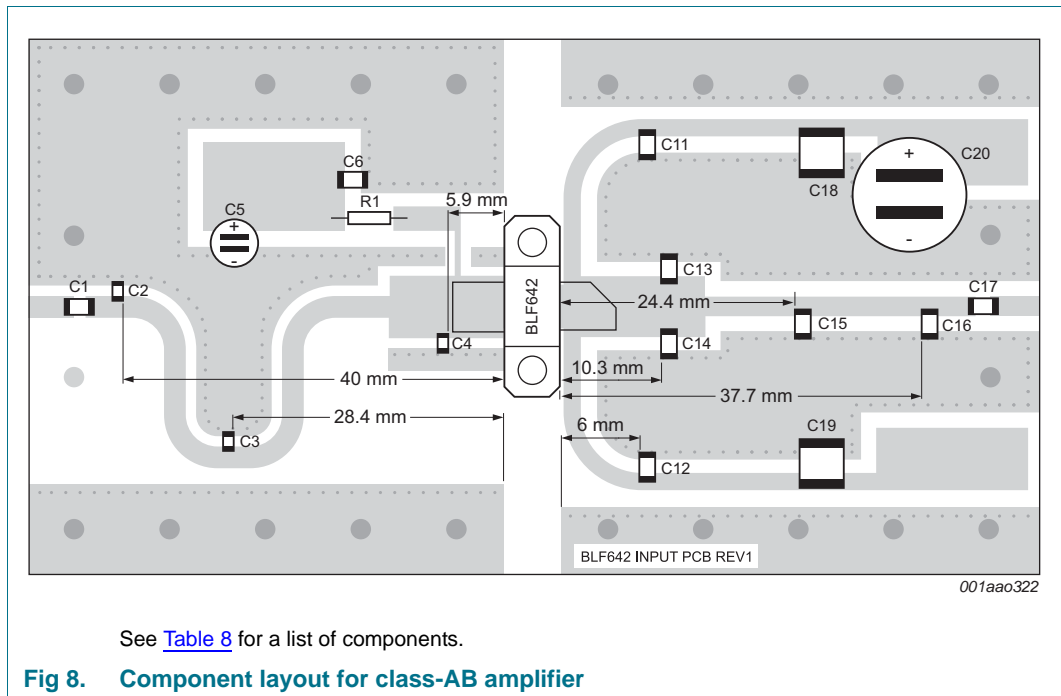 C11
C18
+
-
C20
C6
R1
5.9 mm
C5
+
-
C1
C2
C13
24.4 mm
C17
BLF642
C4
C14
C15
C16
10.3 mm
40 mm
37.7 mm
28.4 mm
C3
6 mm
C19
C12
BLF642 INPUT PCB REV1
001aao322
See Table 8 for a list of components.
Fig 8. Component layout for class-AB amplifier